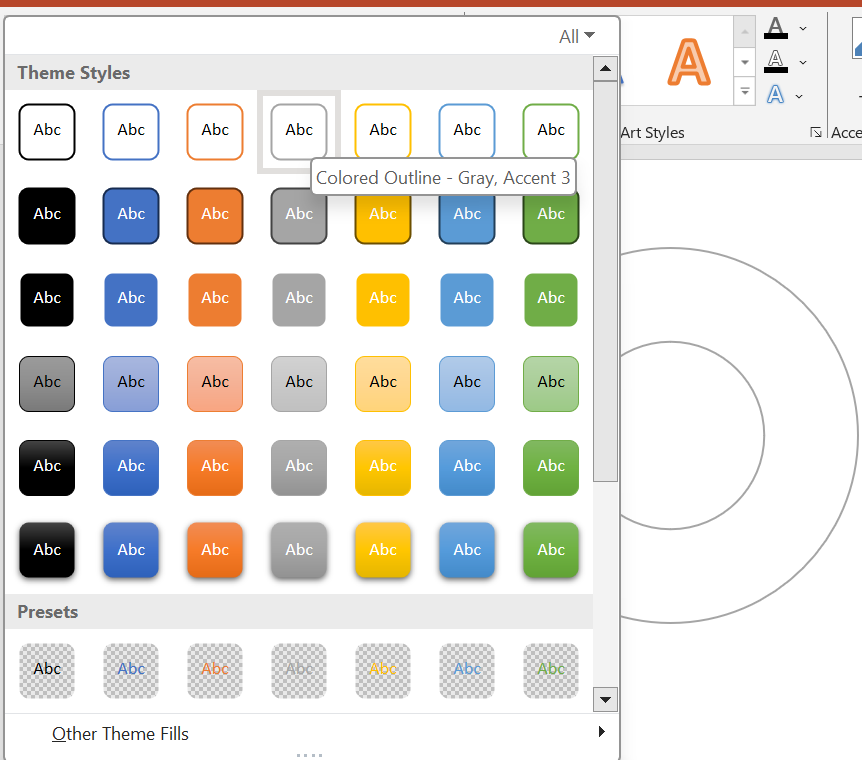 All
A
A
A
A
Art Styles
Acce
Theme Styles
Abc Abc Abc Abc Abc Abc Abc
Colored Outline - Gray, Accent 3
Abc Abc Abc Abc Abc Abc Abc
Abc Abc Abc Abc Abc Abc Abc
Abc Abc Abc Abc Abc Abc Abc
Abc Abc Abc Abc Abc Abc Abc
Abc Abc Abc Abc Abc Abc Abc
Presets
Abc Abc Abc Abc Abc Abc Abc
Other Theme Fills